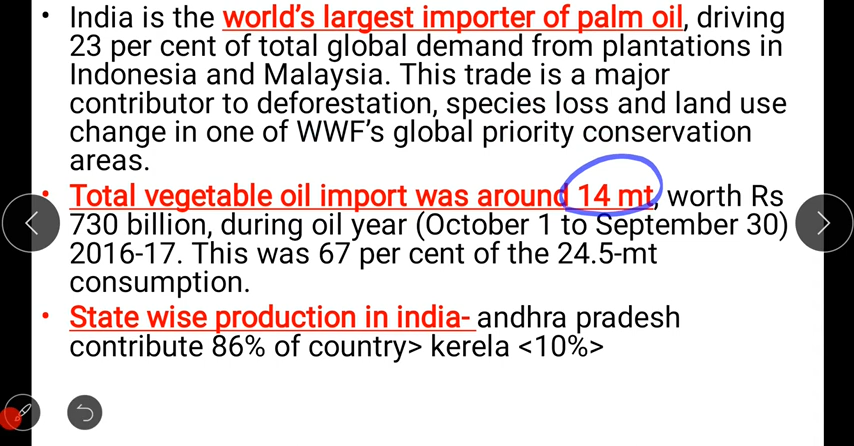 • India is the world's largest importer of palm oil, driving
23 per cent of total global demand from plantations in
Indonesia and Malaysia. This trade is a major
contributor to deforestation, species loss and land use
change in one of WWF's global priority conservation
areas.
• Total vegetable oil import was around 14 mt, worth Rs
730 billion, during oil year (October 1 to September 30)
2016-17. This was 67 per cent of the 24.5-mt
consumption.
• State wise production in india- andhra pradesh
contribute 86% of country> kerela <10%>